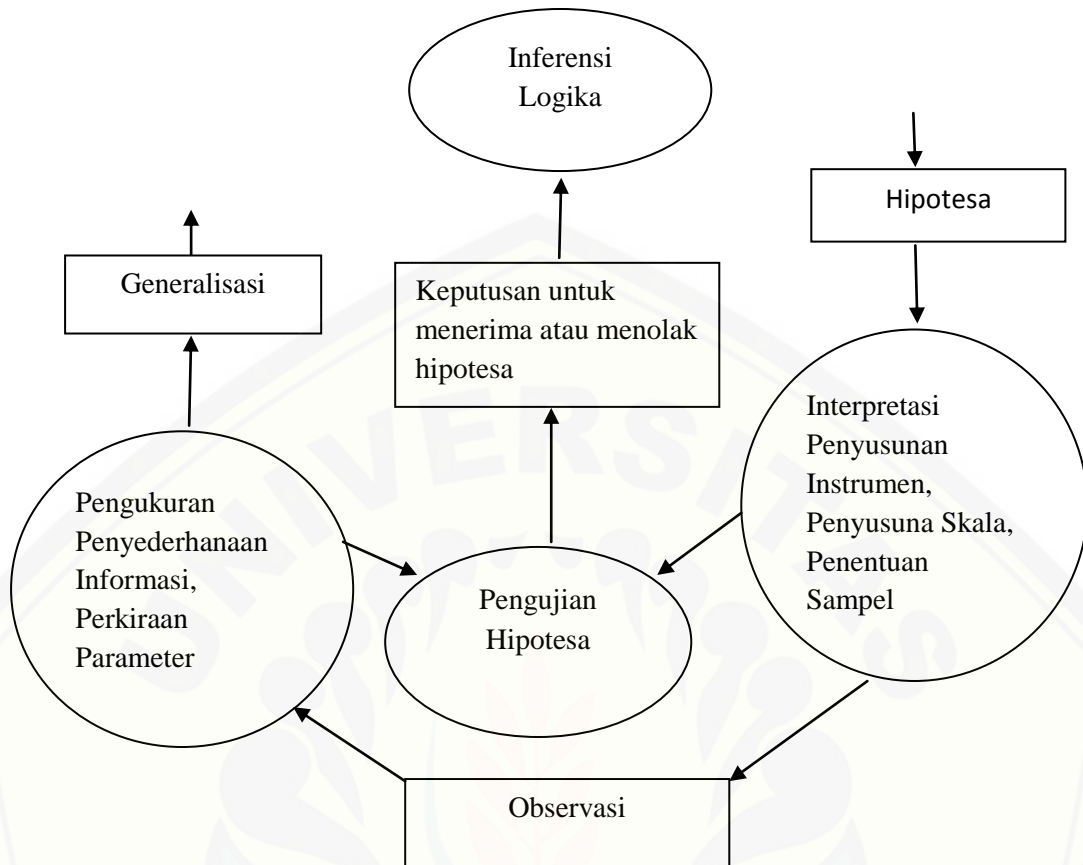 Inferensi
Logika
Hipotesa
Generalisasi
Keputusan untuk
menerima atau menolak
hipotesa
Interpretasi
Penyusunan
Instrumen,
Penyusuna Skala,
Penentuan
Sampel
Pengukuran
Penyederhanaan
Informasi,
Perkiraan
Parameter
Pengujian
Hipotesa
Observasi
UNIVERSITAS